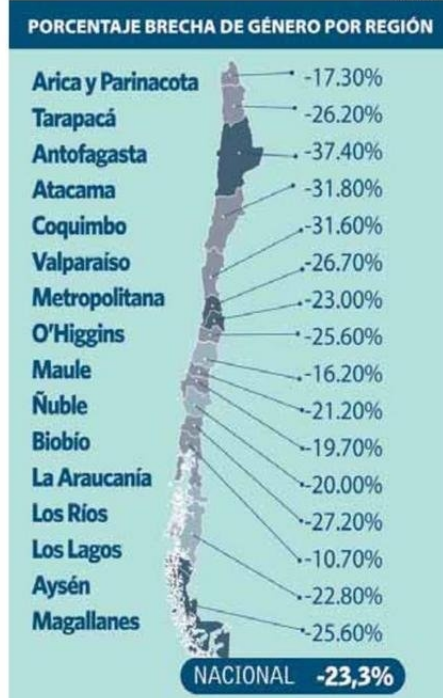 PORCENTAJE BRECHA DE GÉNERO POR REGIÓN
Arica y Parinacota -17.30%
Tarapacá -26.20%
Antofagasta -37.40%
Atacama -31.80%
Coquimbo -31.60%
Valparaíso -26.70%
Metropolitana -23.00%
O'Higgins -25.60%
Maule -16.20%
Ñuble -21.20%
Biobío -19.70%
La Araucanía -20.00%
Los Ríos -27.20%
Los Lagos -10.70%
Aysén -22.80%
Magallanes -25.60%
NACIONAL -23,3%